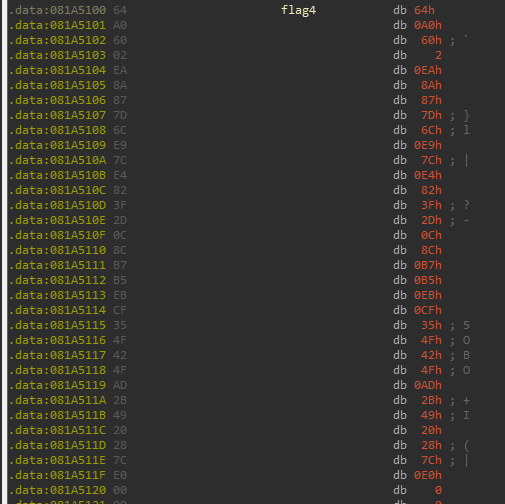 .data:081A5100 64 flag4 db 64h
.data:081A5101 A0 db 0A0h
.data:081A5102 60 db 60h ; `
.data:081A5103 02 db 2
.data:081A5104 EA db 0EAh
.data:081A5105 8A db 8Ah
.data:081A5106 87 db 87h
.data:081A5107 7D db 7Dh ; }
.data:081A5108 6C db 6Ch ; l
.data:081A5109 E9 db 0E9h
.data:081A510A 7C db 7Ch ; |
.data:081A510B E4 db 0E4h
.data:081A510C 82 db 82h
.data:081A510D 3F db 3Fh ; ?
.data:081A510E 2D db 2Dh ; -
.data:081A510F 0C db 0Ch
.data:081A5110 8C db 8Ch
.data:081A5111 B7 db 0B7h
.data:081A5112 B5 db 0B5h
.data:081A5113 EB db 0EBh
.data:081A5114 CF db 0CFh
.data:081A5115 35 db 35h ; 5
.data:081A5116 4F db 4Fh ; O
.data:081A5117 42 db 42h ; B
.data:081A5118 4F db 4Fh ; O
.data:081A5119 AD db 0ADh
.data:081A511A 2B db 2Bh ; +
.data:081A511B 49 db 49h ; I
.data:081A511C 20 db 20h
.data:081A511D 28 db 28h ; (
.data:081A511E 7C db 7Ch ; |
.data:081A511F E0 db 0E0h
.data:081A5120 00 db 0